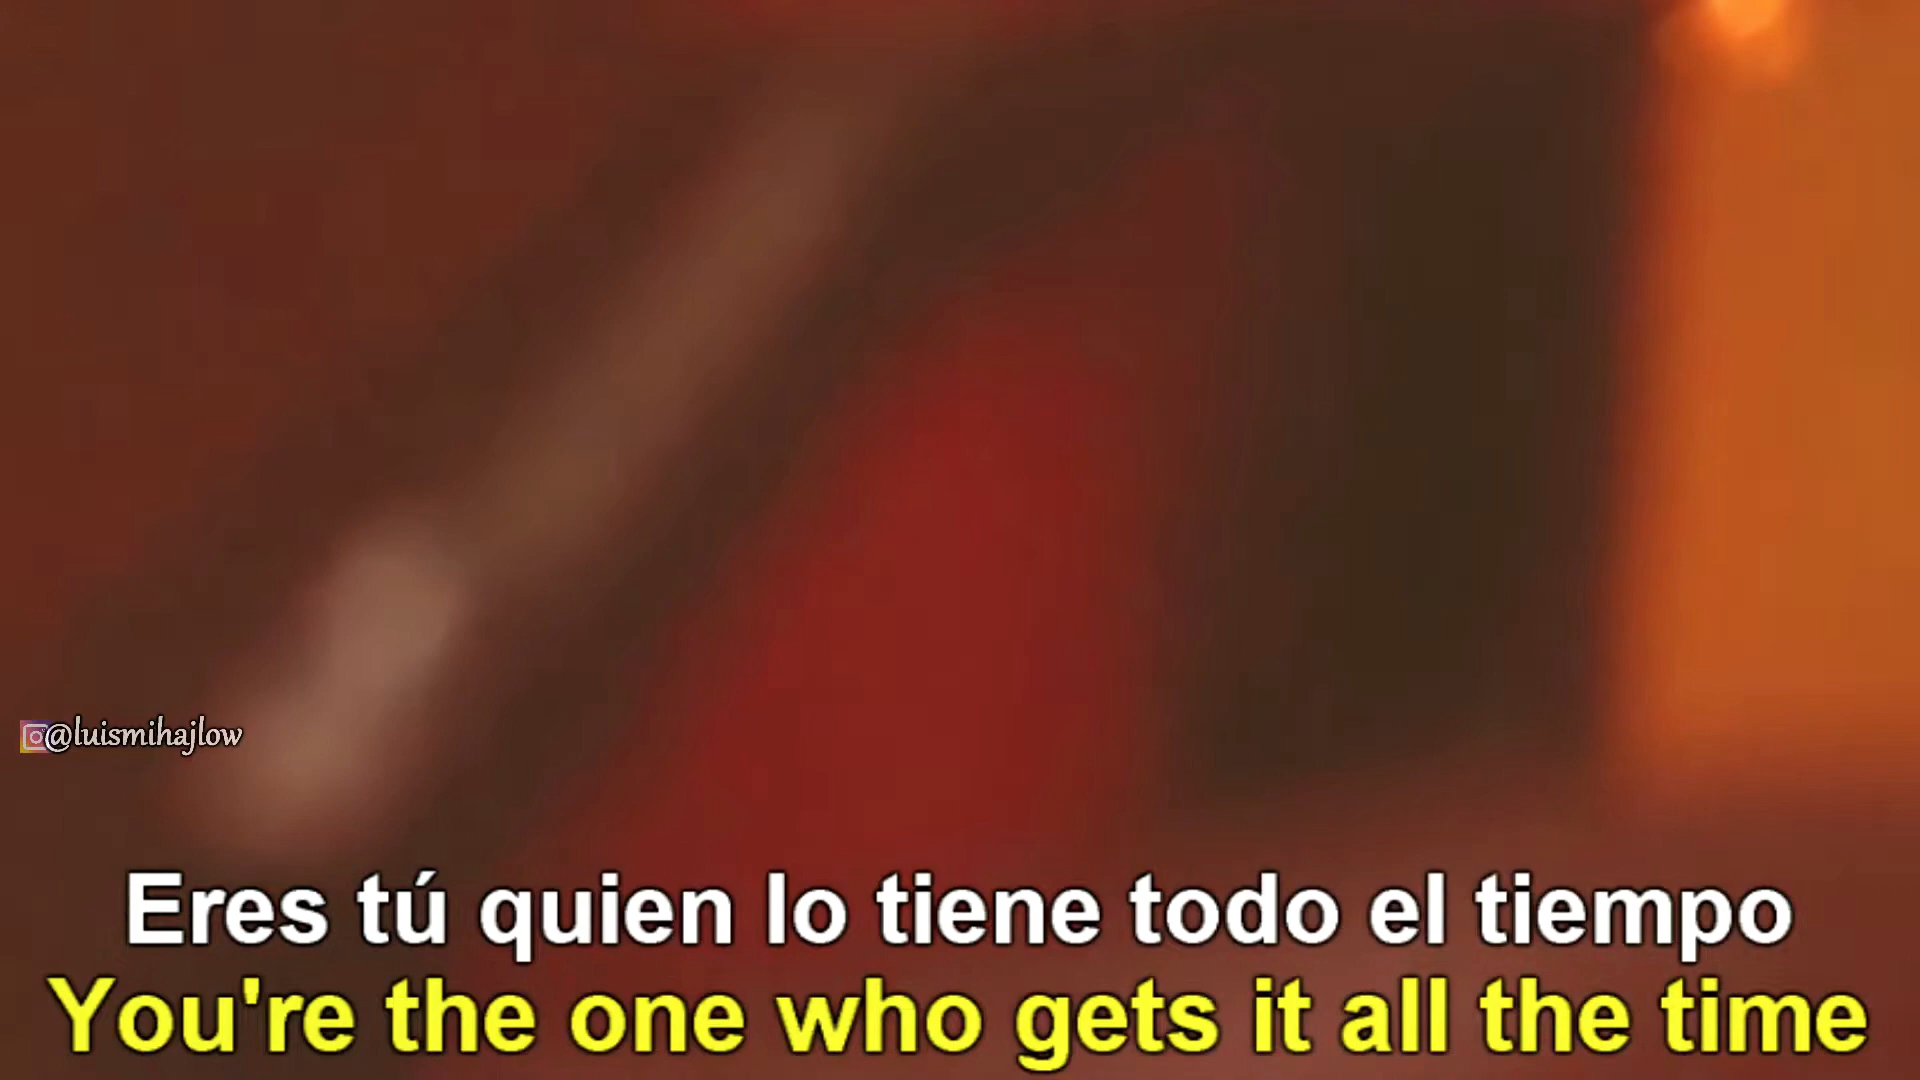 @luismihajlow
Eres tú quien lo tiene todo el tiempo
You're the one who gets it all the time